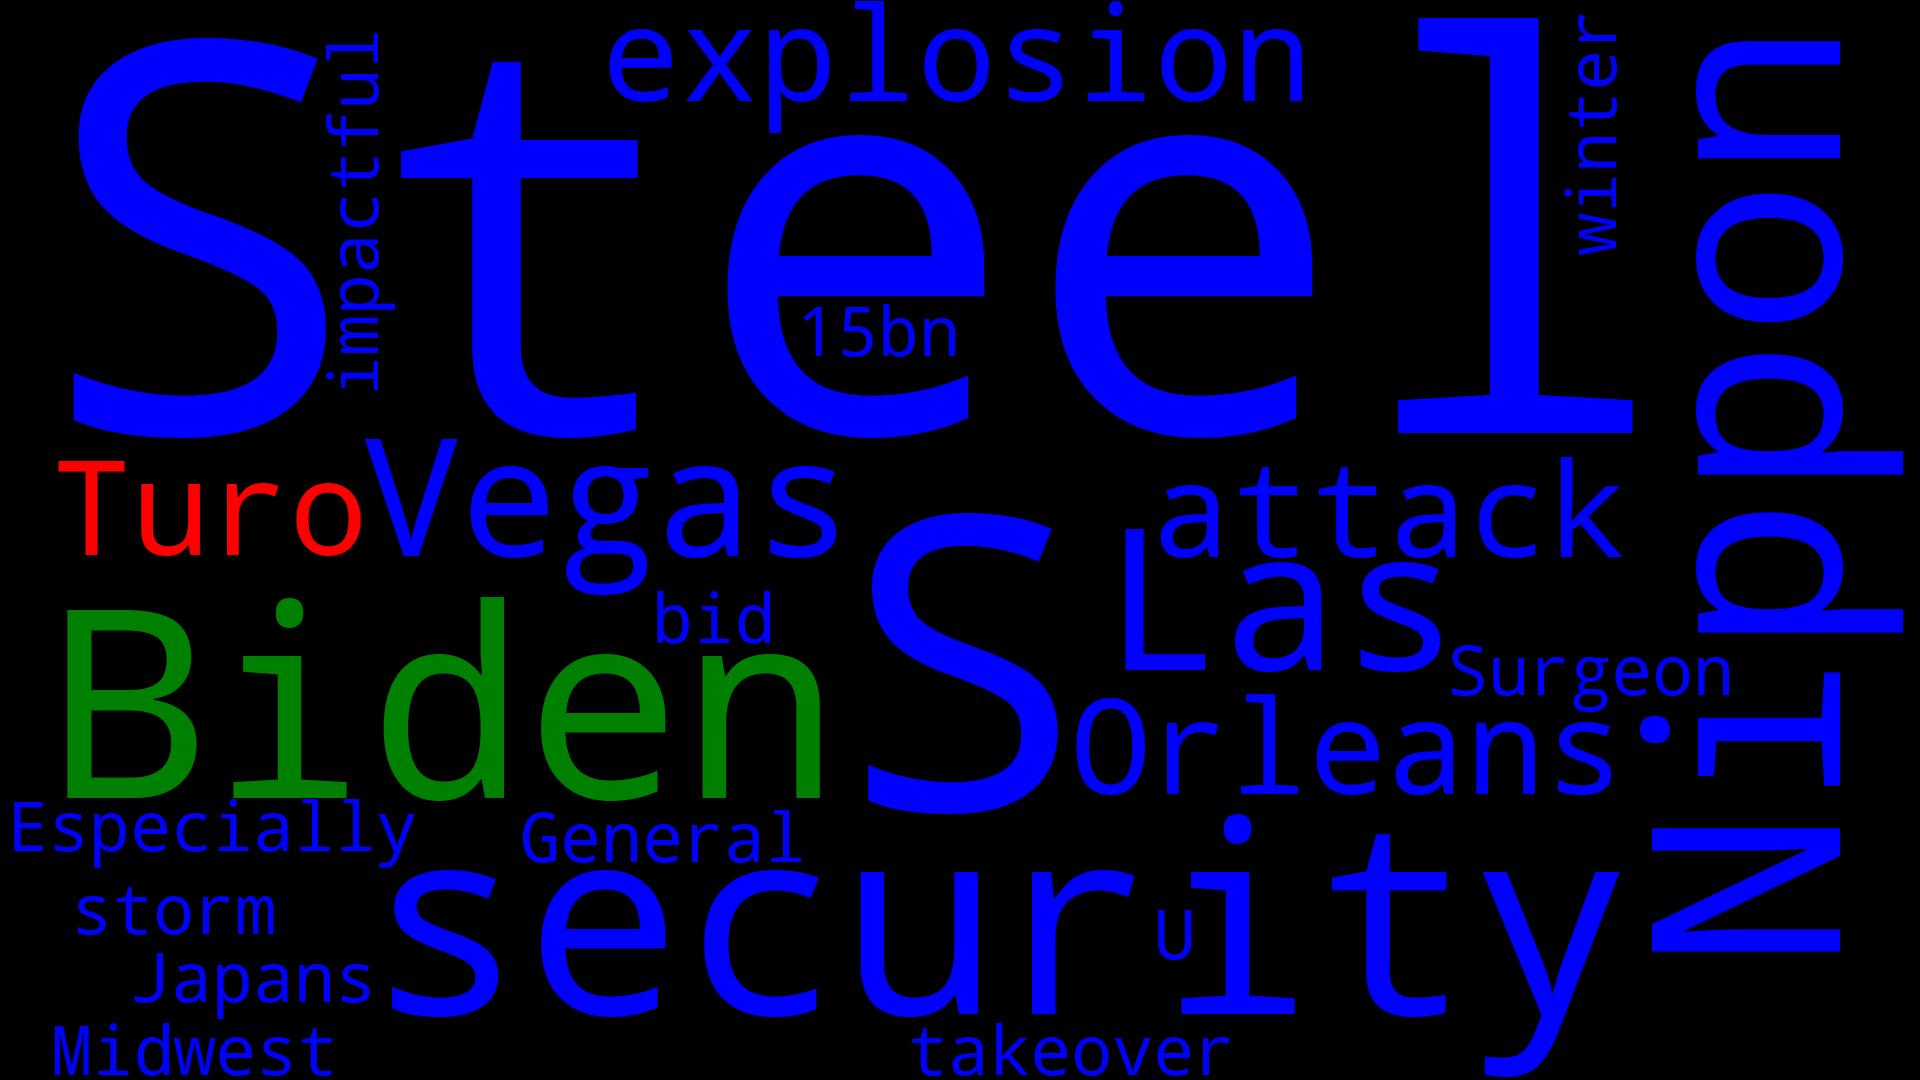 explosion
winter
impactful
Steel
Nippon
15bn
Turo
Vegas
attack
Las
S
Biden
bid
Surgeon
Orleans
Especially
General
security
storm
U
Japans
Midwest
takeover